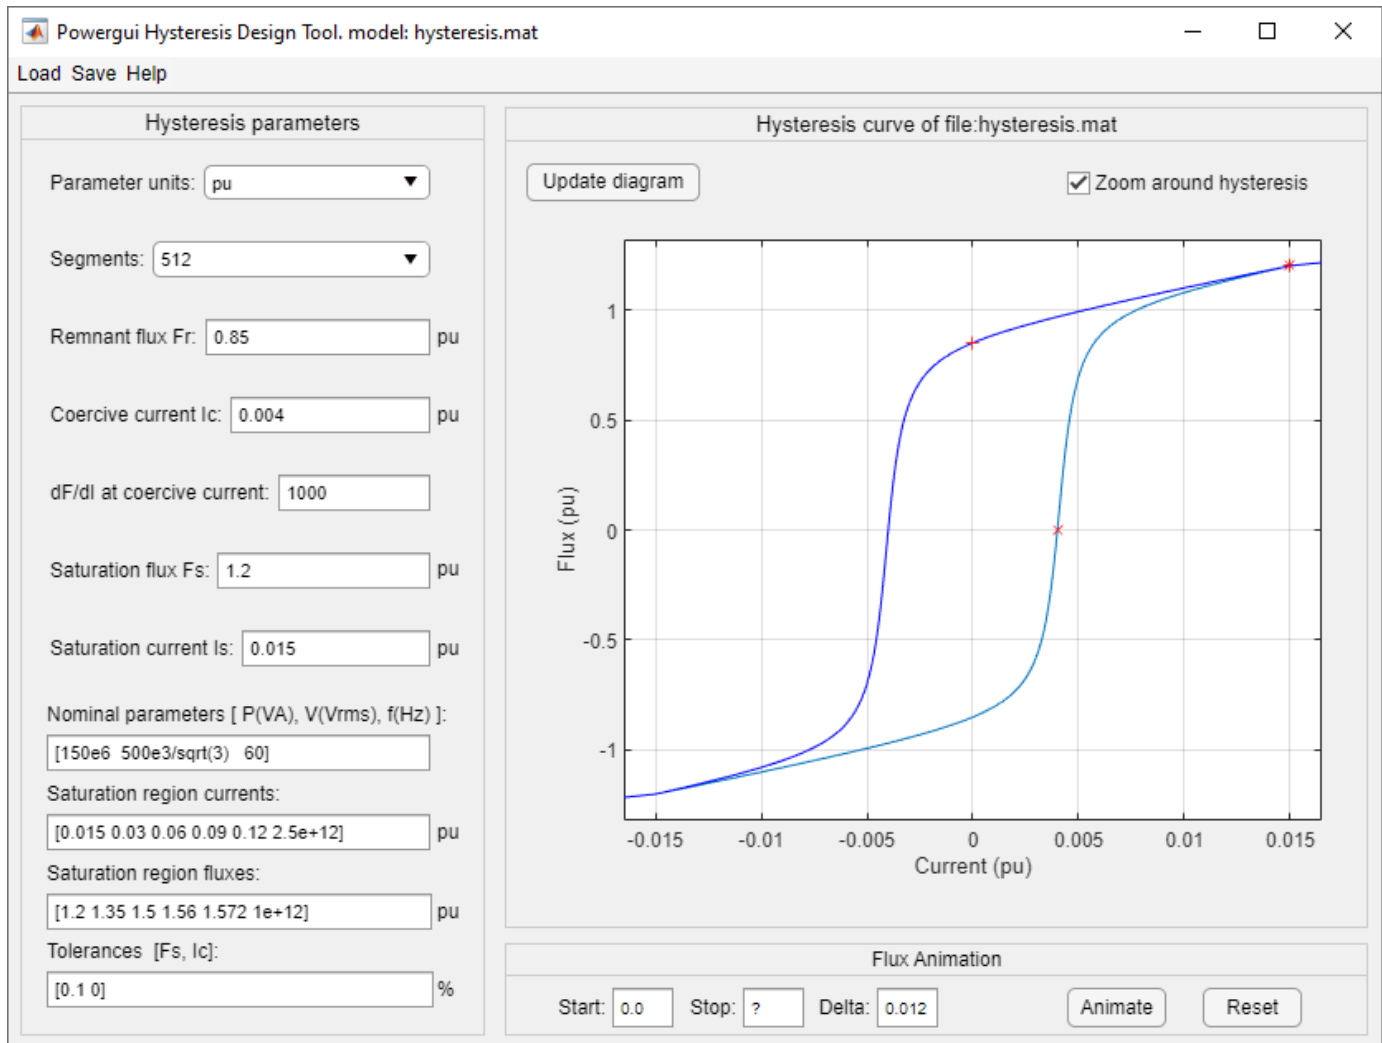 Powergui Hysteresis Design Tool. model: hysteresis.mat
Load Save Help
Hysteresis parameters
Parameter units: pu
Segments: 512
Remnant flux Fr: 0.85 pu
Coercive current Ic: 0.004 pu
dF/dI at coercive current: 1000
Saturation flux Fs: 1.2 pu
Saturation current Is: 0.015 pu
Nominal parameters [ P(VA), V(Vrms), f(Hz) ]:
[150e6 500e3/sqrt(3) 60]
Saturation region currents:
[0.015 0.03 0.06 0.09 0.12 2.5e+12] pu
Saturation region fluxes:
[1.2 1.35 1.5 1.56 1.572 1e+12] pu
Tolerances [Fs, Ic]:
[0.1 0] %
Hysteresis curve of file:hysteresis.mat
Update diagram
Zoom around hysteresis
1
0.5
0
-0.5
-1
Flux (pu)
-0.015 -0.01 -0.005 0 0.005 0.01 0.015
Current (pu)
Flux Animation
Start: 0.0 Stop: ? Delta: 0.012 Animate Reset